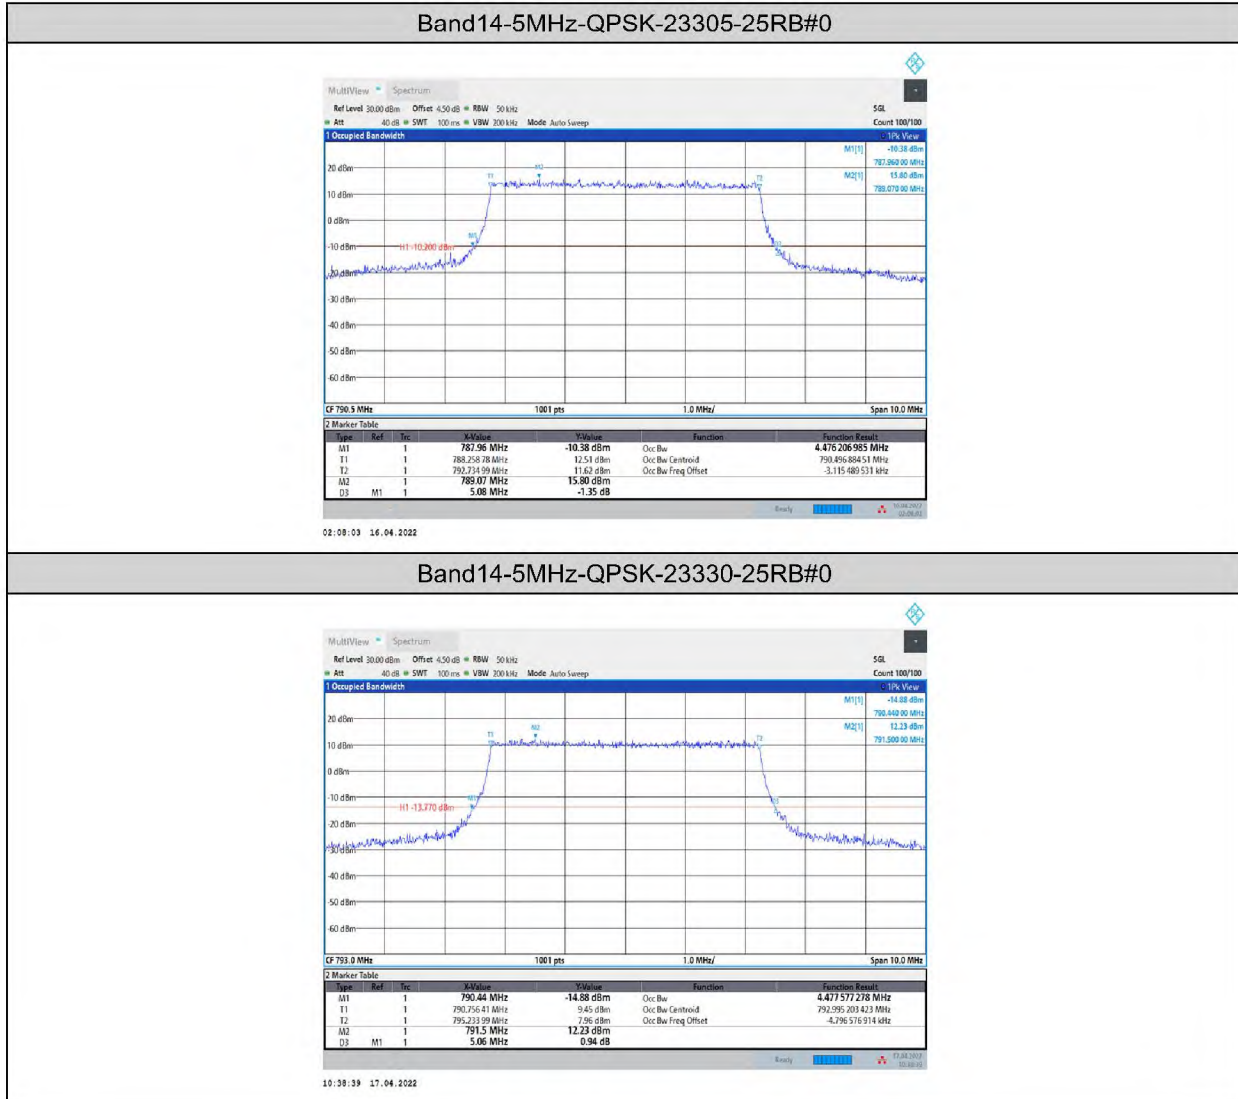 Band14-5MHz-QPSK-23305-25RB#0
MultiView Spectrum
Ref Level 30.00 dBm Offset 4.50 dB RBW 50 kHz SGL
Att 40 dB SWT 100 ms VBW 200 kHz Mode Auto Sweep Count 100/100
1 Occupied Bandwidth 1Pk View
M1[1] -10.38 dBm
787.960 00 MHz
20 dBm M2[1] 15.80 dBm
789.070 00 MHz
T1 M2 T2
10 dBm
0 dBm
M1
-10 dBm H1 -10.200 dBm
-20 dBm
-30 dBm
-40 dBm
-50 dBm
-60 dBm
CF 790.5 MHz 1001 pts 1.0 MHz/ Span 10.0 MHz
2 Marker Table
Type Ref Trc X-Value Y-Value Function Function Result
M1 1 787.96 MHz -10.38 dBm Occ Bw 4.476 206 985 MHz
T1 1 788.258 78 MHz 12.51 dBm Occ Bw Centroid 790.496 884 51 MHz
T2 1 792.734 99 MHz 11.62 dBm Occ Bw Freq Offset -3.115 489 531 kHz
M2 1 789.07 MHz 15.80 dBm
D3 M1 1 5.08 MHz -1.35 dB
Ready
02:08:03 16.04.2022
Band14-5MHz-QPSK-23330-25RB#0
MultiView Spectrum
Ref Level 30.00 dBm Offset 4.50 dB RBW 50 kHz SGL
Att 40 dB SWT 100 ms VBW 200 kHz Mode Auto Sweep Count 100/100
1 Occupied Bandwidth 1Pk View
M1[1] -14.88 dBm
790.440 00 MHz
20 dBm M2[1] 12.23 dBm
791.500 00 MHz
T1 M2 T2
10 dBm
0 dBm
-10 dBm M1 D3
H1 -13.770 dBm
-20 dBm
-30 dBm
-40 dBm
-50 dBm
-60 dBm
CF 793.0 MHz 1001 pts 1.0 MHz/ Span 10.0 MHz
2 Marker Table
Type Ref Trc X-Value Y-Value Function Function Result
M1 1 790.44 MHz -14.88 dBm Occ Bw 4.477 577 278 MHz
T1 1 790.756 41 MHz 9.45 dBm Occ Bw Centroid 792.995 203 423 MHz
T2 1 795.233 99 MHz 7.96 dBm Occ Bw Freq Offset -4.796 576 914 kHz
M2 1 791.5 MHz 12.23 dBm
D3 M1 1 5.06 MHz 0.94 dB
Ready
10:38:39 17.04.2022